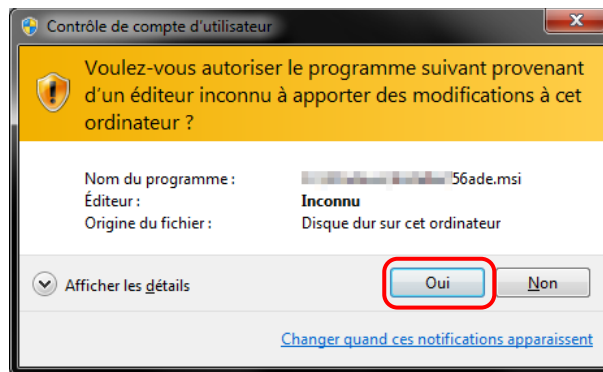 Contrôle de compte d'utilisateur
Voulez-vous autoriser le programme suivant provenant
d'un éditeur inconnu à apporter des modifications à cet
ordinateur ?
Nom du programme : 56ade.msi
Éditeur : Inconnu
Origine du fichier : Disque dur sur cet ordinateur
Afficher les détails Oui Non
Changer quand ces notifications apparaissent